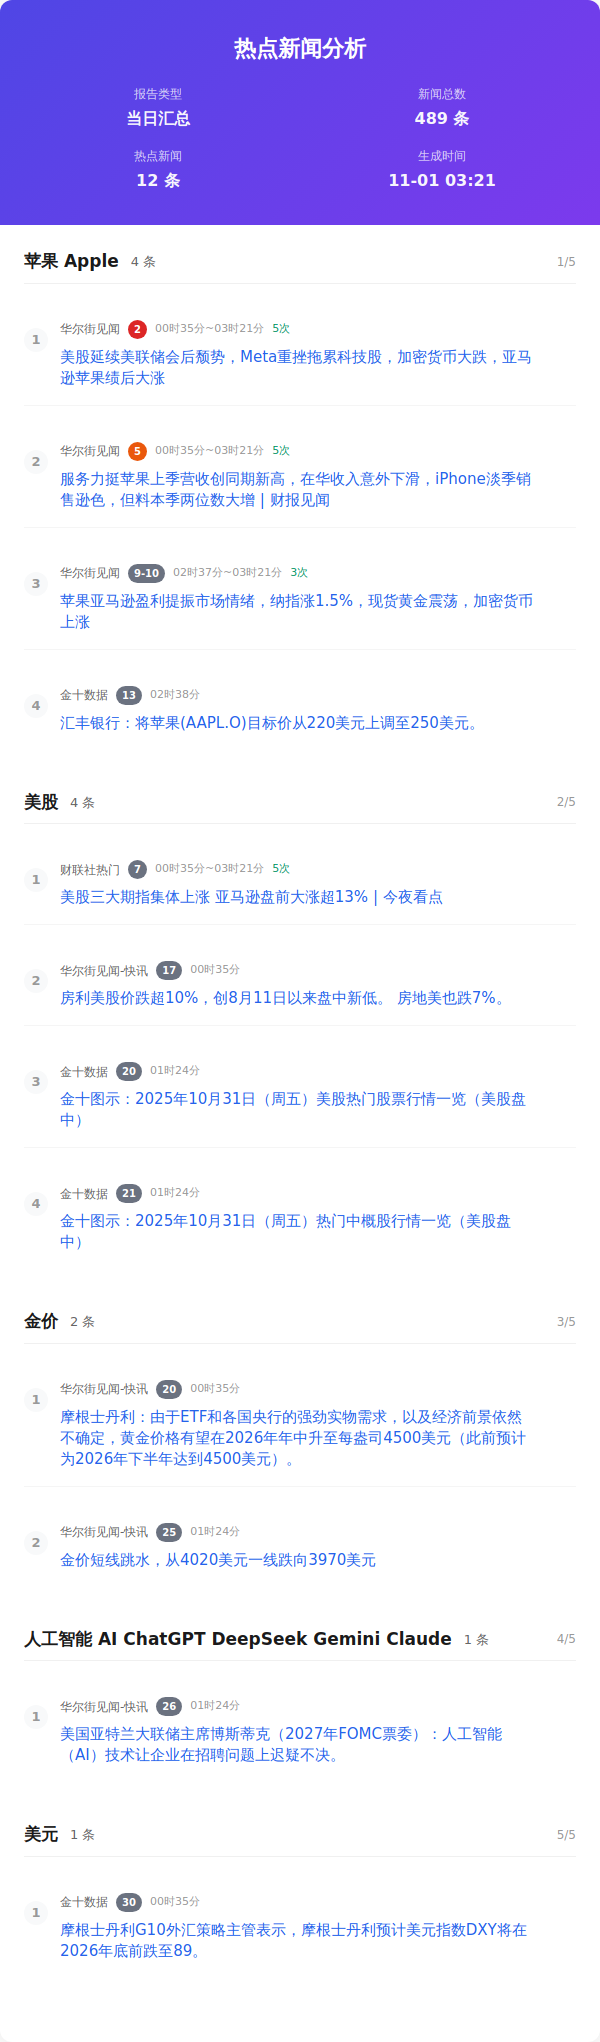 热点新闻分析
报告类型
新闻总数
当日汇总
489 条
热点新闻
生成时间
12 条
11-01 03:21
苹果 Apple 4 条 1/5
1
华尔街见闻 2 00时35分~03时21分 5次
美股延续美联储会后颓势，Meta重挫拖累科技股，加密货币大跌，亚马
逊苹果绩后大涨
2
华尔街见闻 5 00时35分~03时21分 5次
服务力挺苹果上季营收创同期新高，在华收入意外下滑，iPhone淡季销
售逊色，但料本季两位数大增 | 财报见闻
3
华尔街见闻 9-10 02时37分~03时21分 3次
苹果亚马逊盈利提振市场情绪，纳指涨1.5%，现货黄金震荡，加密货币
上涨
4
金十数据 13 02时38分
汇丰银行：将苹果(AAPL.O)目标价从220美元上调至250美元。
美股 4 条 2/5
1
财联社热门 7 00时35分~03时21分 5次
美股三大期指集体上涨 亚马逊盘前大涨超13% | 今夜看点
2
华尔街见闻-快讯 17 00时35分
房利美股价跌超10%，创8月11日以来盘中新低。 房地美也跌7%。
3
金十数据 20 01时24分
金十图示：2025年10月31日（周五）美股热门股票行情一览（美股盘
中）
4
金十数据 21 01时24分
金十图示：2025年10月31日（周五）热门中概股行情一览（美股盘
中）
金价 2 条 3/5
1
华尔街见闻-快讯 20 00时35分
摩根士丹利：由于ETF和各国央行的强劲实物需求，以及经济前景依然
不确定，黄金价格有望在2026年年中升至每盎司4500美元（此前预计
为2026年下半年达到4500美元）。
2
华尔街见闻-快讯 25 01时24分
金价短线跳水，从4020美元一线跌向3970美元
人工智能 AI ChatGPT DeepSeek Gemini Claude 1 条 4/5
1
华尔街见闻-快讯 26 01时24分
美国亚特兰大联储主席博斯蒂克（2027年FOMC票委）：人工智能
（AI）技术让企业在招聘问题上迟疑不决。
美元 1 条 5/5
1
金十数据 30 00时35分
摩根士丹利G10外汇策略主管表示，摩根士丹利预计美元指数DXY将在
2026年底前跌至89。